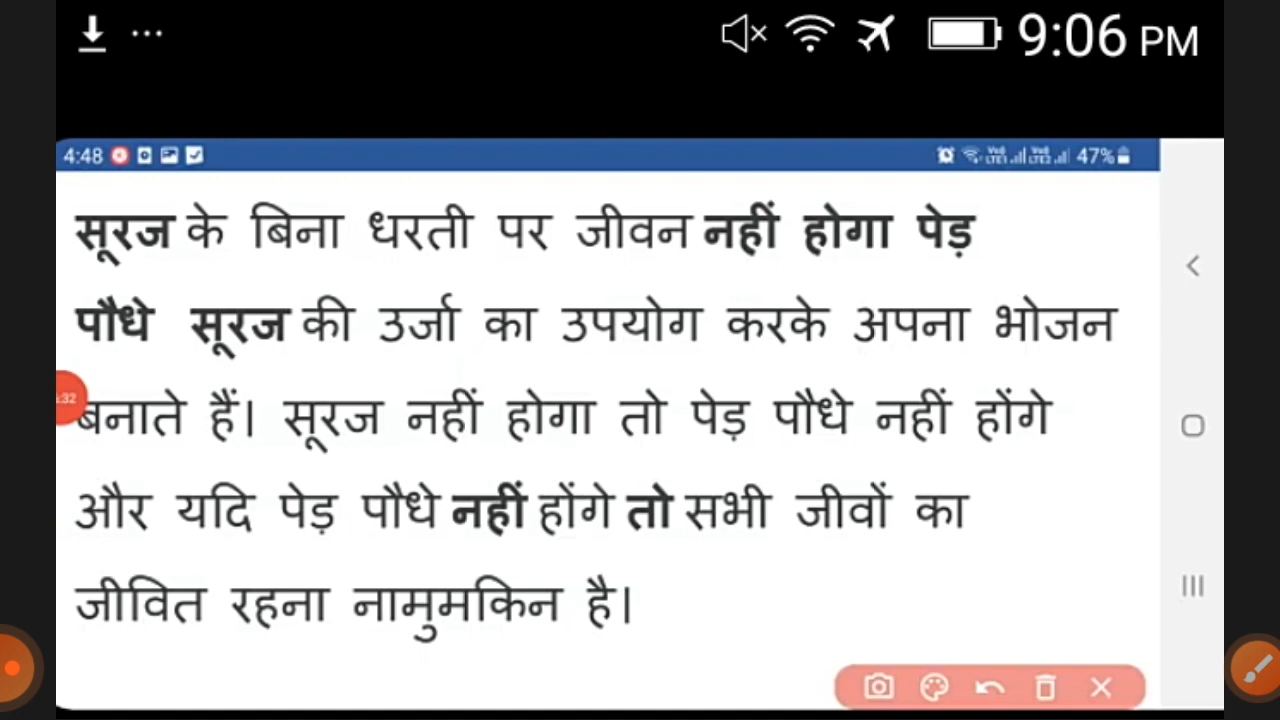 9:06 PM
4:48 47%
सूरज के बिना धरती पर जीवन नहीं होगा पेड़
पौधे सूरज की उर्जा का उपयोग करके अपना भोजन
:32
बनाते हैं। सूरज नहीं होगा तो पेड़ पौधे नहीं होंगे
और यदि पेड़ पौधे नहीं होंगे तो सभी जीवों का
जीवित रहना नामुमकिन है।